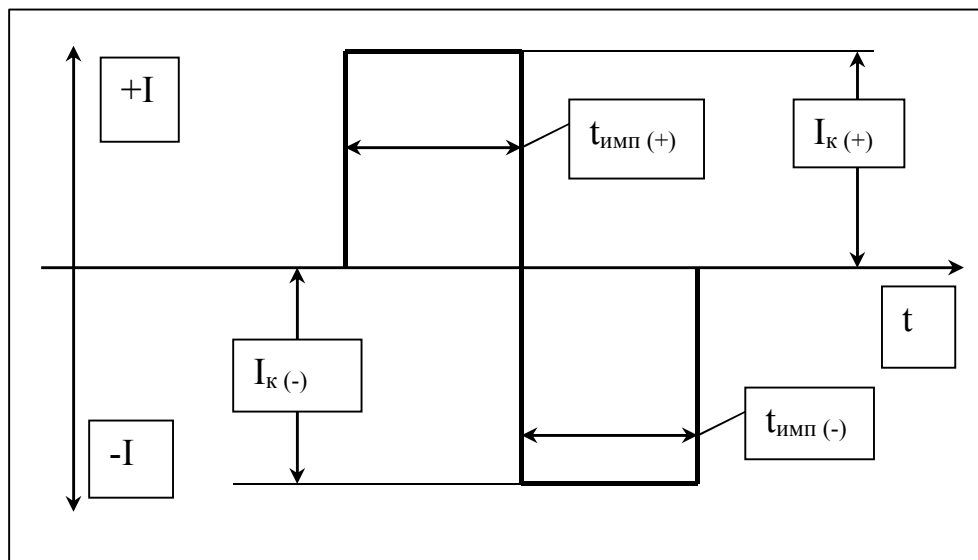 +I
tимп (+)
Iк (+)
t
Iк (-)
tимп (-)
-I